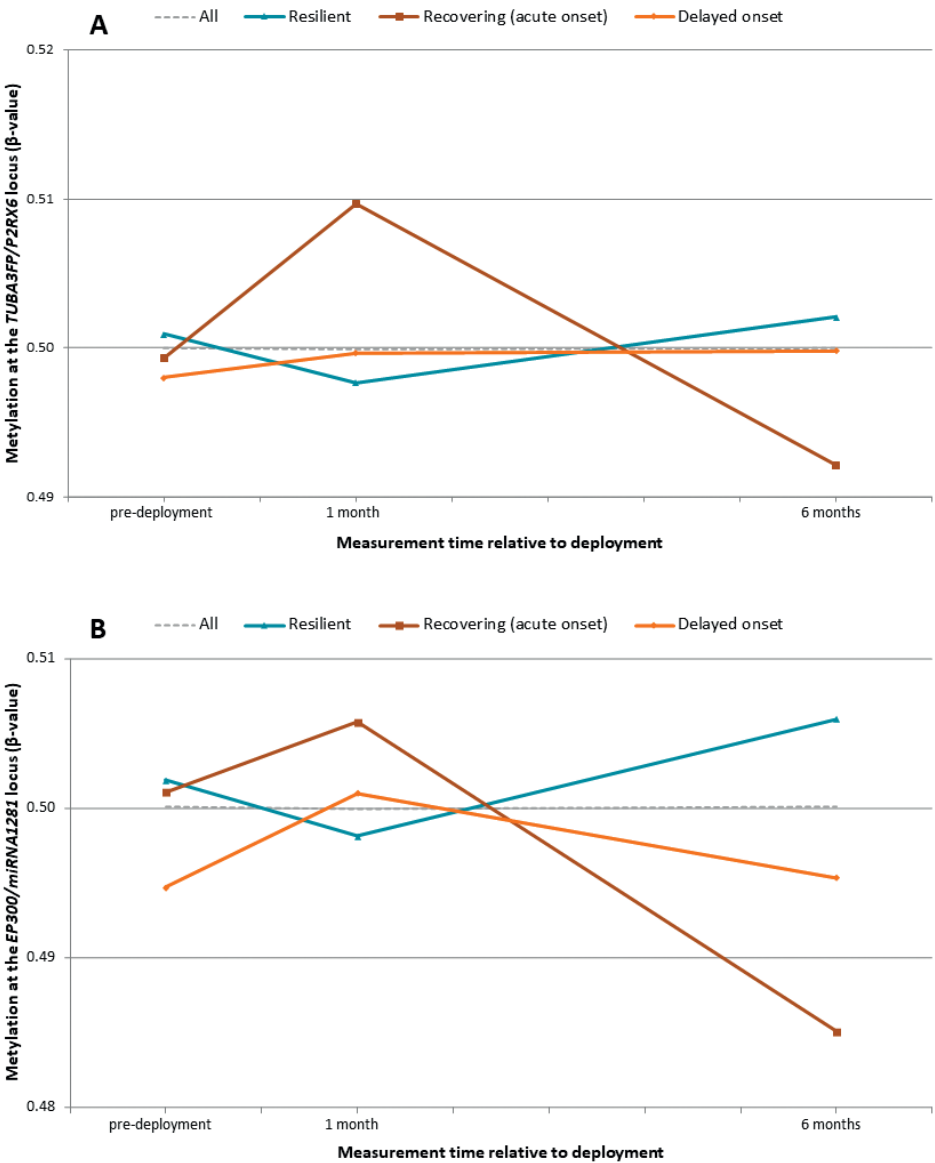 A
All Resilient Recovering (acute onset) Delayed onset
Metylation at the TUBA3FP/P2RX6 locus (β-value)
0.52
0.51
0.50
0.49
pre-deployment 1 month 6 months
Measurement time relative to deployment
B
All Resilient Recovering (acute onset) Delayed onset
Metylation at the EP300/miRNA1281 locus (β-value)
0.51
0.50
0.49
0.48
pre-deployment 1 month 6 months
Measurement time relative to deployment